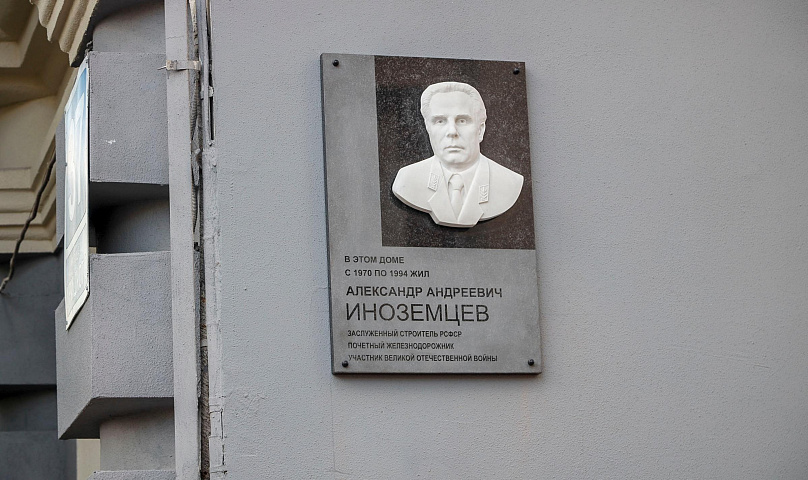 В ЭТОМ ДОМЕ
С 1970 ПО 1994 ЖИЛ
АЛЕКСАНДР АНДРЕЕВИЧ
ИНОЗЕМЦЕВ
ЗАСЛУЖЕННЫЙ СТРОИТЕЛЬ РСФСР
ПОЧЕТНЫЙ ЖЕЛЕЗНОДОРОЖНИК
УЧАСТНИК ВЕЛИКОЙ ОТЕЧЕСТВЕННОЙ ВОЙНЫ